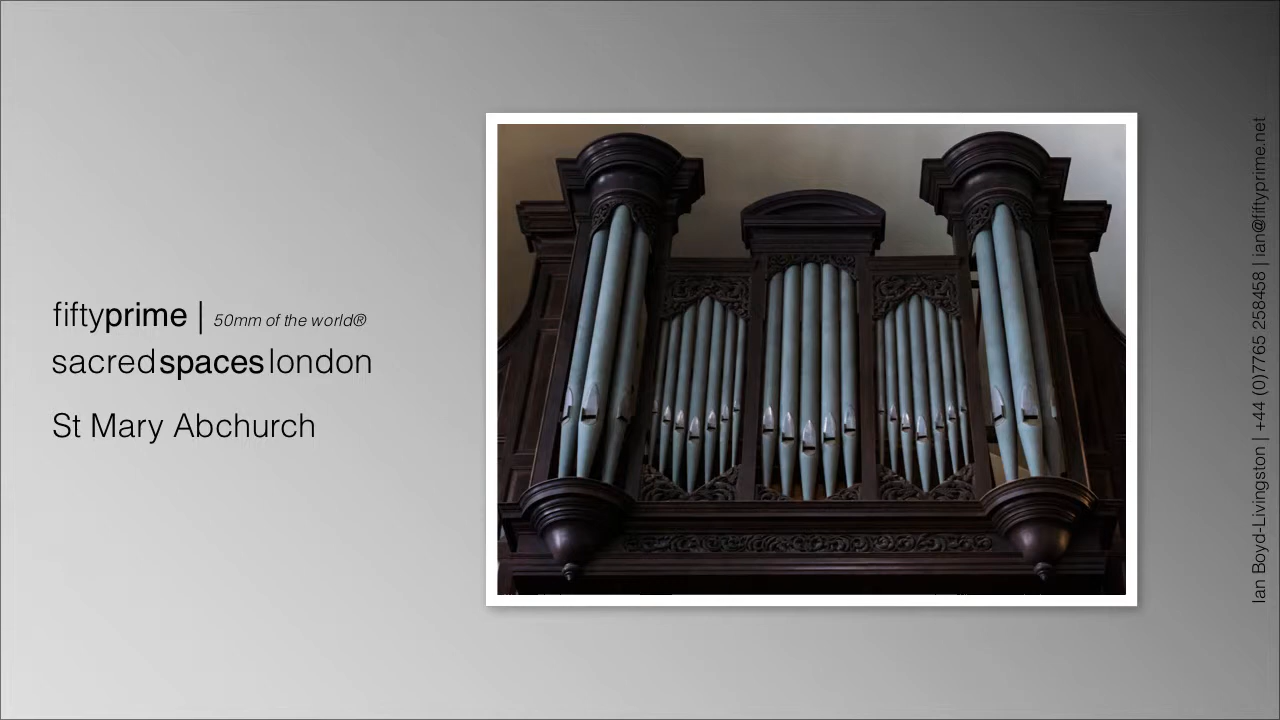 fiftyprime | 50mm of the world®
sacredspaceslondon
St Mary Abchurch
Ian Boyd-Livingston | +44 (0)7765 258458 | ian@fiftyprime.net